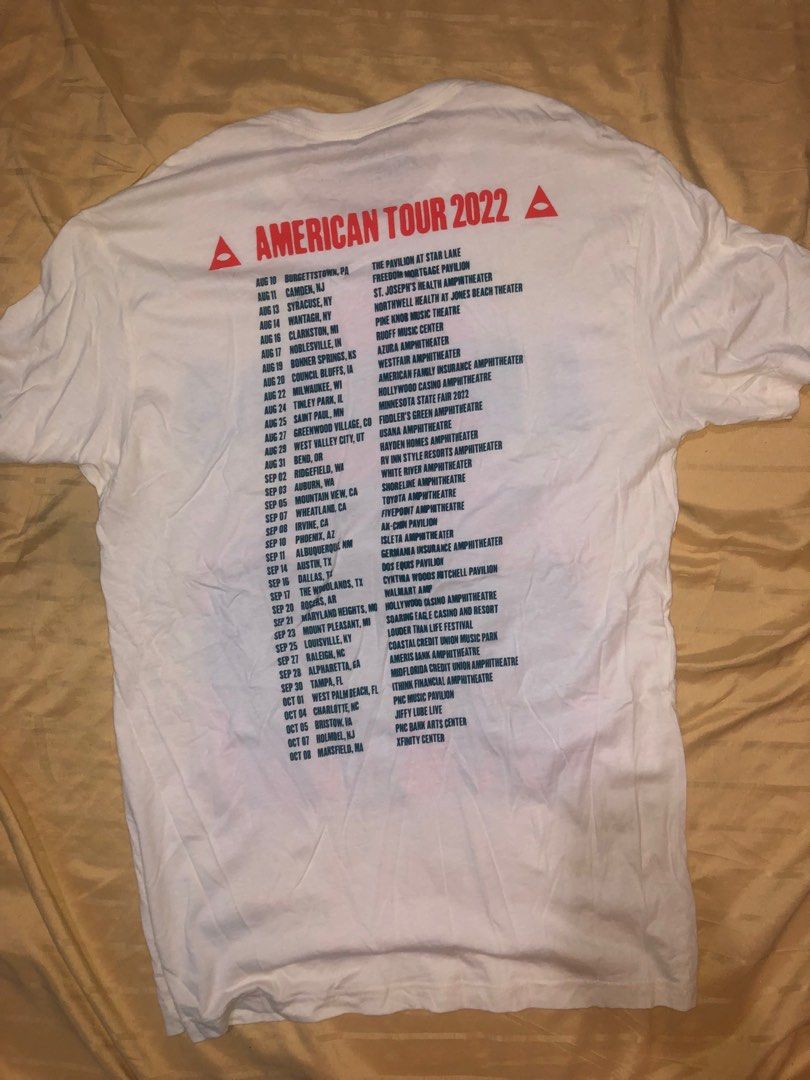 AMERICAN TOUR 2022
AUG 10 BURGETTSTOWN, PA THE PAVILION AT STAR LAKE
AUG 11 CAMDEN, NJ FREEDOM MORTGAGE PAVILION
AUG 13 SYRACUSE, NY ST. JOSEPH'S HEALTH AMPHITHEATER
AUG 14 WANTAGH, NY NORTHWELL HEALTH AT JONES BEACH THEATER
AUG 16 CLARKSTON, MI PINE KNOB MUSIC THEATRE
AUG 17 NOBLESVILLE, IN RUOFF MUSIC CENTER
AUG 19 BONNER SPRINGS, KS AZURA AMPHITHEATER
AUG 20 COUNCIL BLUFFS, IA WESTFAIR AMPHITHEATER
AUG 22 MILWAUKEE, WI AMERICAN FAMILY INSURANCE AMPHITHEATER
AUG 24 TINLEY PARK, IL HOLLYWOOD CASINO AMPHITHEATRE
AUG 25 SAINT PAUL, MN MINNESOTA STATE FAIR 2022
AUG 27 GREENWOOD VILLAGE, CO FIDDLER'S GREEN AMPHITHEATRE
AUG 29 WEST VALLEY CITY, UT USANA AMPHITHEATRE
AUG 31 BEND, OR HAYDEN HOMES AMPHITHEATER
SEP 02 RIDGEFIELD, WA RV INN STYLE RESORTS AMPHITHEATER
SEP 03 AUBURN, WA WHITE RIVER AMPHITHEATER
SEP 05 MOUNTAIN VIEW, CA SHORELINE AMPHITHEATRE
SEP 07 WHEATLAND, CA TOYOTA AMPHITHEATRE
SEP 08 IRVINE, CA FIVEPOINT AMPHITHEATRE
SEP 10 PHOENIX, AZ AK-CHIN PAVILION
SEP 11 ALBUQUERQUE, NM ISLETA AMPHITHEATER
SEP 14 AUSTIN, TX GERMANIA INSURANCE AMPHITHEATER
SEP 16 DALLAS, TX DOS EQUIS PAVILION
SEP 17 THE WOODLANDS, TX CYNTHIA WOODS MITCHELL PAVILION
SEP 20 ROGERS, AR WALMART AMP
SEP 21 MARYLAND HEIGHTS, MO HOLLYWOOD CASINO AMPHITHEATRE
SEP 23 MOUNT PLEASANT, MI SOARING EAGLE CASINO AND RESORT
SEP 25 LOUISVILLE, KY LOUDER THAN LIFE FESTIVAL
SEP 27 RALEIGH, NC COASTAL CREDIT UNION MUSIC PARK
SEP 28 ALPHARETTA, GA AMERIS BANK AMPHITHEATRE
SEP 30 TAMPA, FL MIDFLORIDA CREDIT UNION AMPHITHEATRE
OCT 01 WEST PALM BEACH, FL ITHINK FINANCIAL AMPHITHEATRE
OCT 04 CHARLOTTE, NC PNC MUSIC PAVILION
OCT 05 BRISTOW, VA JIFFY LUBE LIVE
OCT 07 HOLMDEL, NJ PNC BANK ARTS CENTER
OCT 08 MANSFIELD, MA XFINITY CENTER